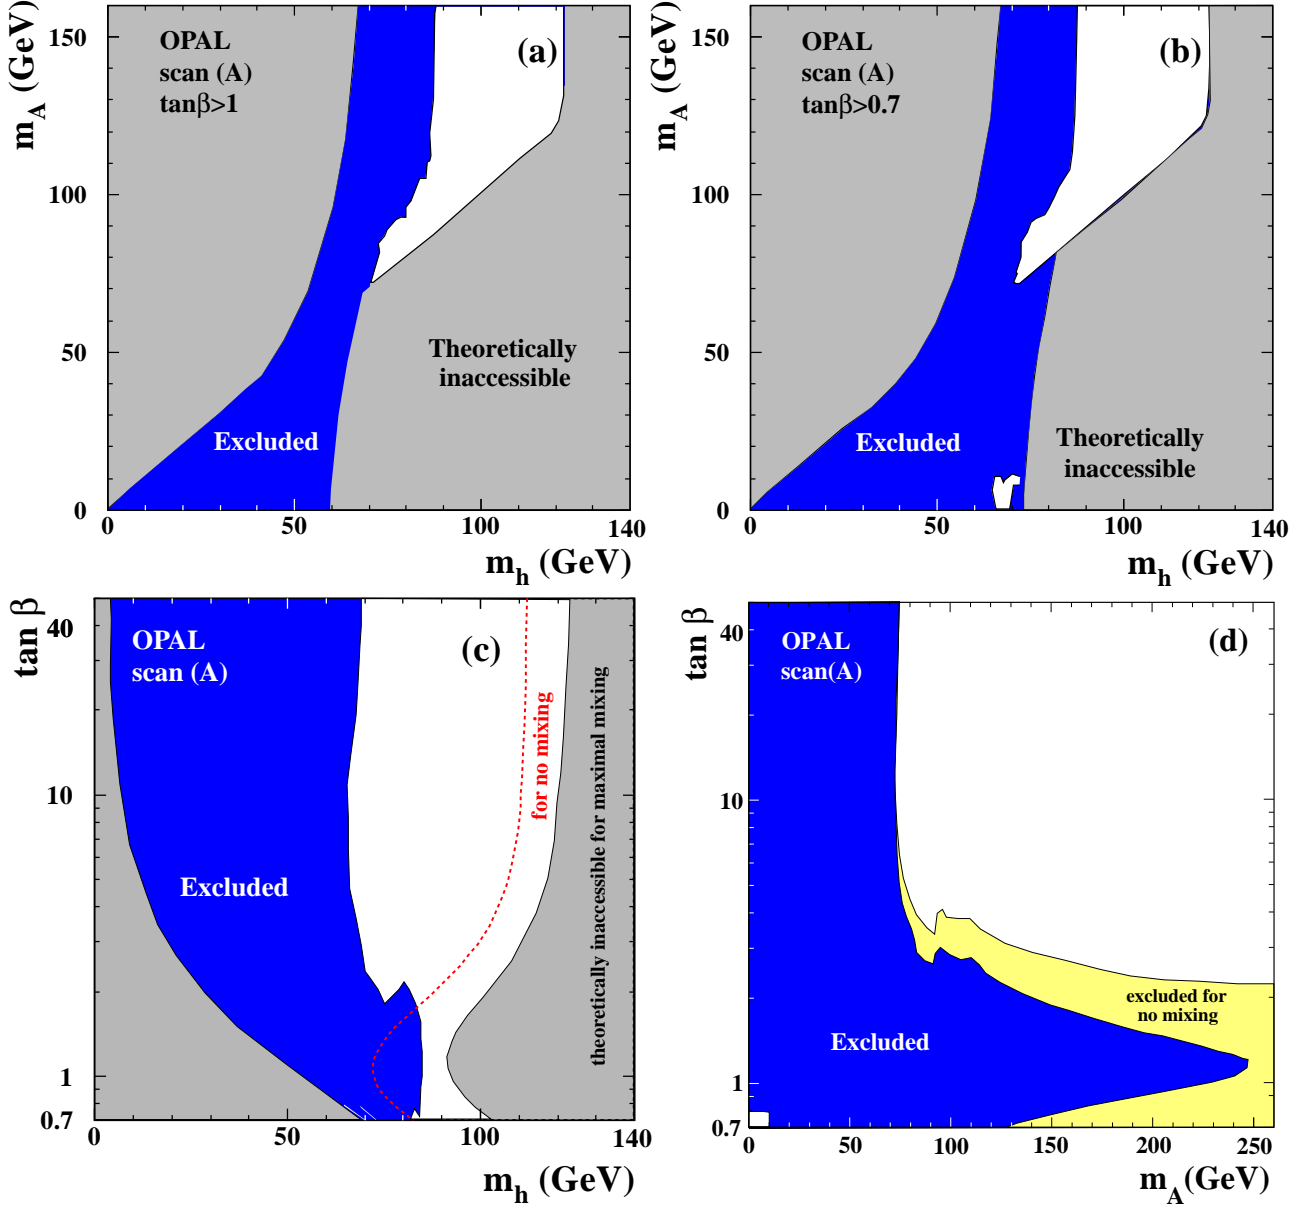 m_A (GeV)
150
100
50
0
OPAL
scan (A)
tanβ>1
(a)
Theoretically
inaccessible
Excluded
0
50
100
140
m_h (GeV)
m_A (GeV)
150
100
50
0
OPAL
scan (A)
tanβ>0.7
(b)
Excluded
Theoretically
inaccessible
0
50
100
140
m_h (GeV)
tan β
40
10
1
0.7
OPAL
scan (A)
(c)
for no mixing
theoretically inaccessible for maximal mixing
Excluded
0
50
100
140
m_h (GeV)
tan β
40
10
1
0.7
OPAL
scan(A)
(d)
excluded for
no mixing
Excluded
0
50
100
150
200
250
m_A(GeV)